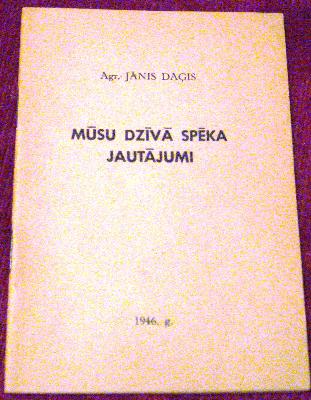 Agr. JĀNIS DAĢIS
MŪSU DZĪVĀ SPĒKA
JAUTĀJUMI
1946. g.